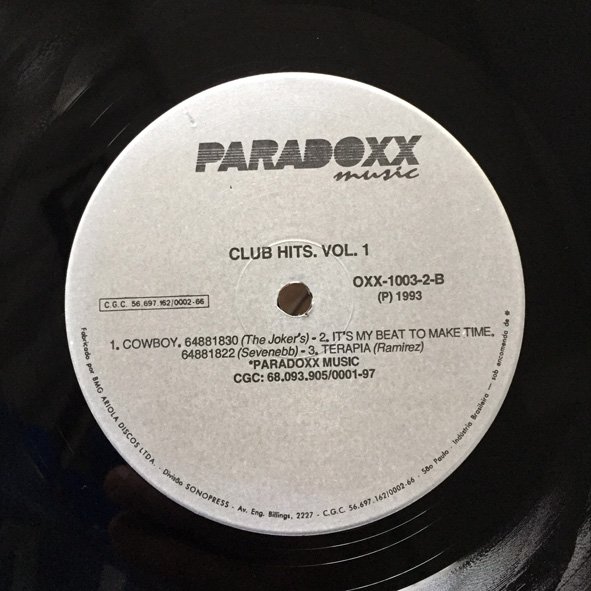 PARADOXX
music
CLUB HITS. VOL. 1
OXX-1003-2-B
(P) 1993
C.G.C. 56.697.162/0002-66
1. COWBOY. 64881830 (The Joker's) - 2. IT'S MY BEAT TO MAKE TIME.
64881822 (Sevenebb) - 3. TERAPIA (Ramirez)
*PARADOXX MUSIC
CGC: 68.093.905/0001-97
Fabricado por BMG ARIOLA DISCOS LTDA. - Divisão SONOPRESS - Av. Eng. Billings, 2227 - C.G.C. 56.697.162/0002-66 - São Paulo - Indústria Brasileira - sob encomenda de *